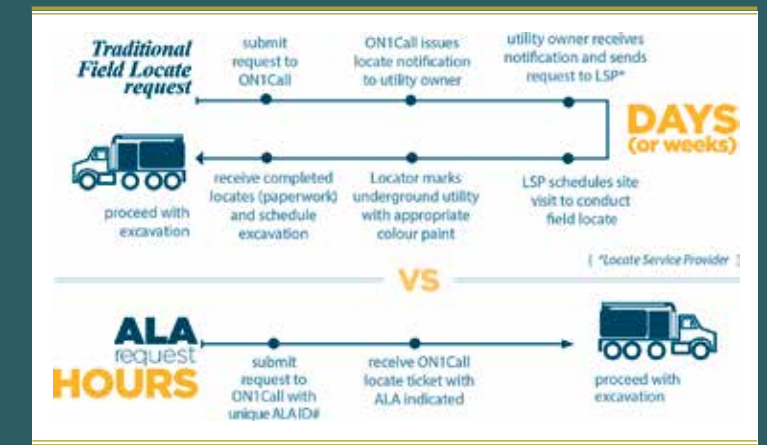 Traditional
Field Locate
request
submit
request to
ON1Call
ON1Call issues
locate notification
to utility owner
utility owner receives
notification and sends
request to LSP*
DAYS
(or weeks)
LSP schedules site
visit to conduct
field locate
Locator marks
underground utility
with appropriate
colour paint
receive completed
locates (paperwork)
and schedule
excavation
proceed with
excavation
{ *Locate Service Provider }
VS
ALA
request
HOURS
submit
request to
ON1Call with
unique ALA ID#
receive ON1Call
locate ticket with
ALA indicated
proceed with
excavation